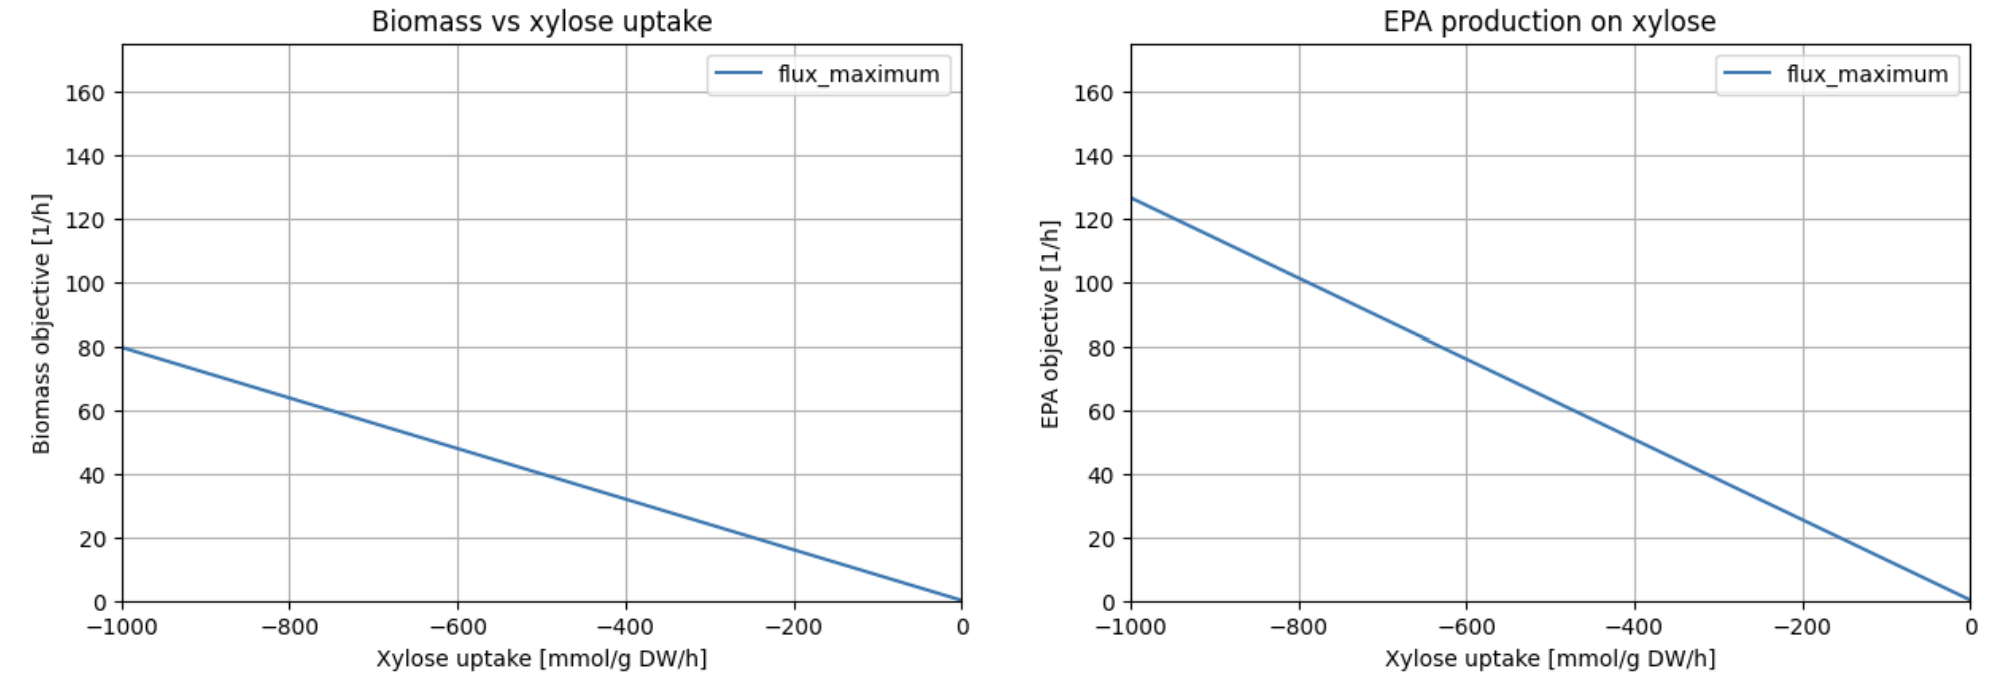 Biomass vs xylose uptake
flux_maximum
160
140
120
100
80
60
40
20
0
Biomass objective [1/h]
−1000 −800 −600 −400 −200 0
Xylose uptake [mmol/g DW/h]
EPA production on xylose
flux_maximum
160
140
120
100
80
60
40
20
0
EPA objective [1/h]
−1000 −800 −600 −400 −200 0
Xylose uptake [mmol/g DW/h]